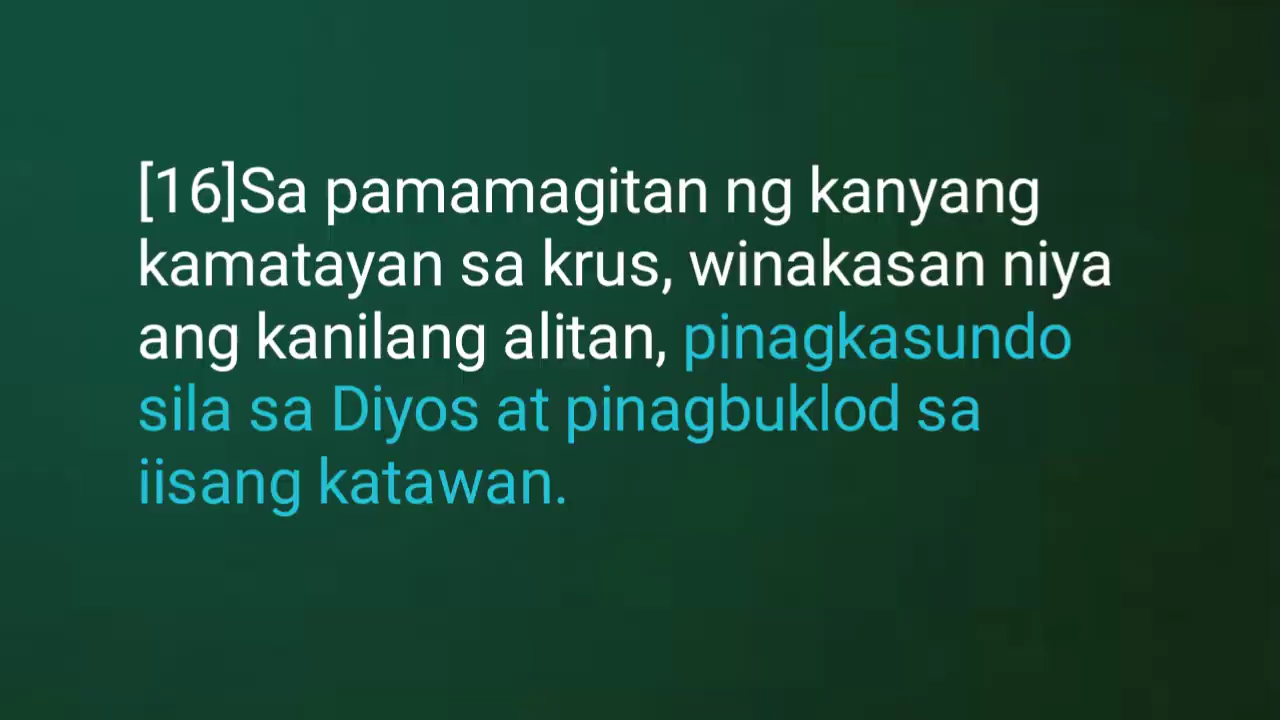 [16]Sa pamamagitan ng kanyang
kamatayan sa krus, winakasan niya
ang kanilang alitan, pinagkasundo
sila sa Diyos at pinagbuklod sa
iisang katawan.